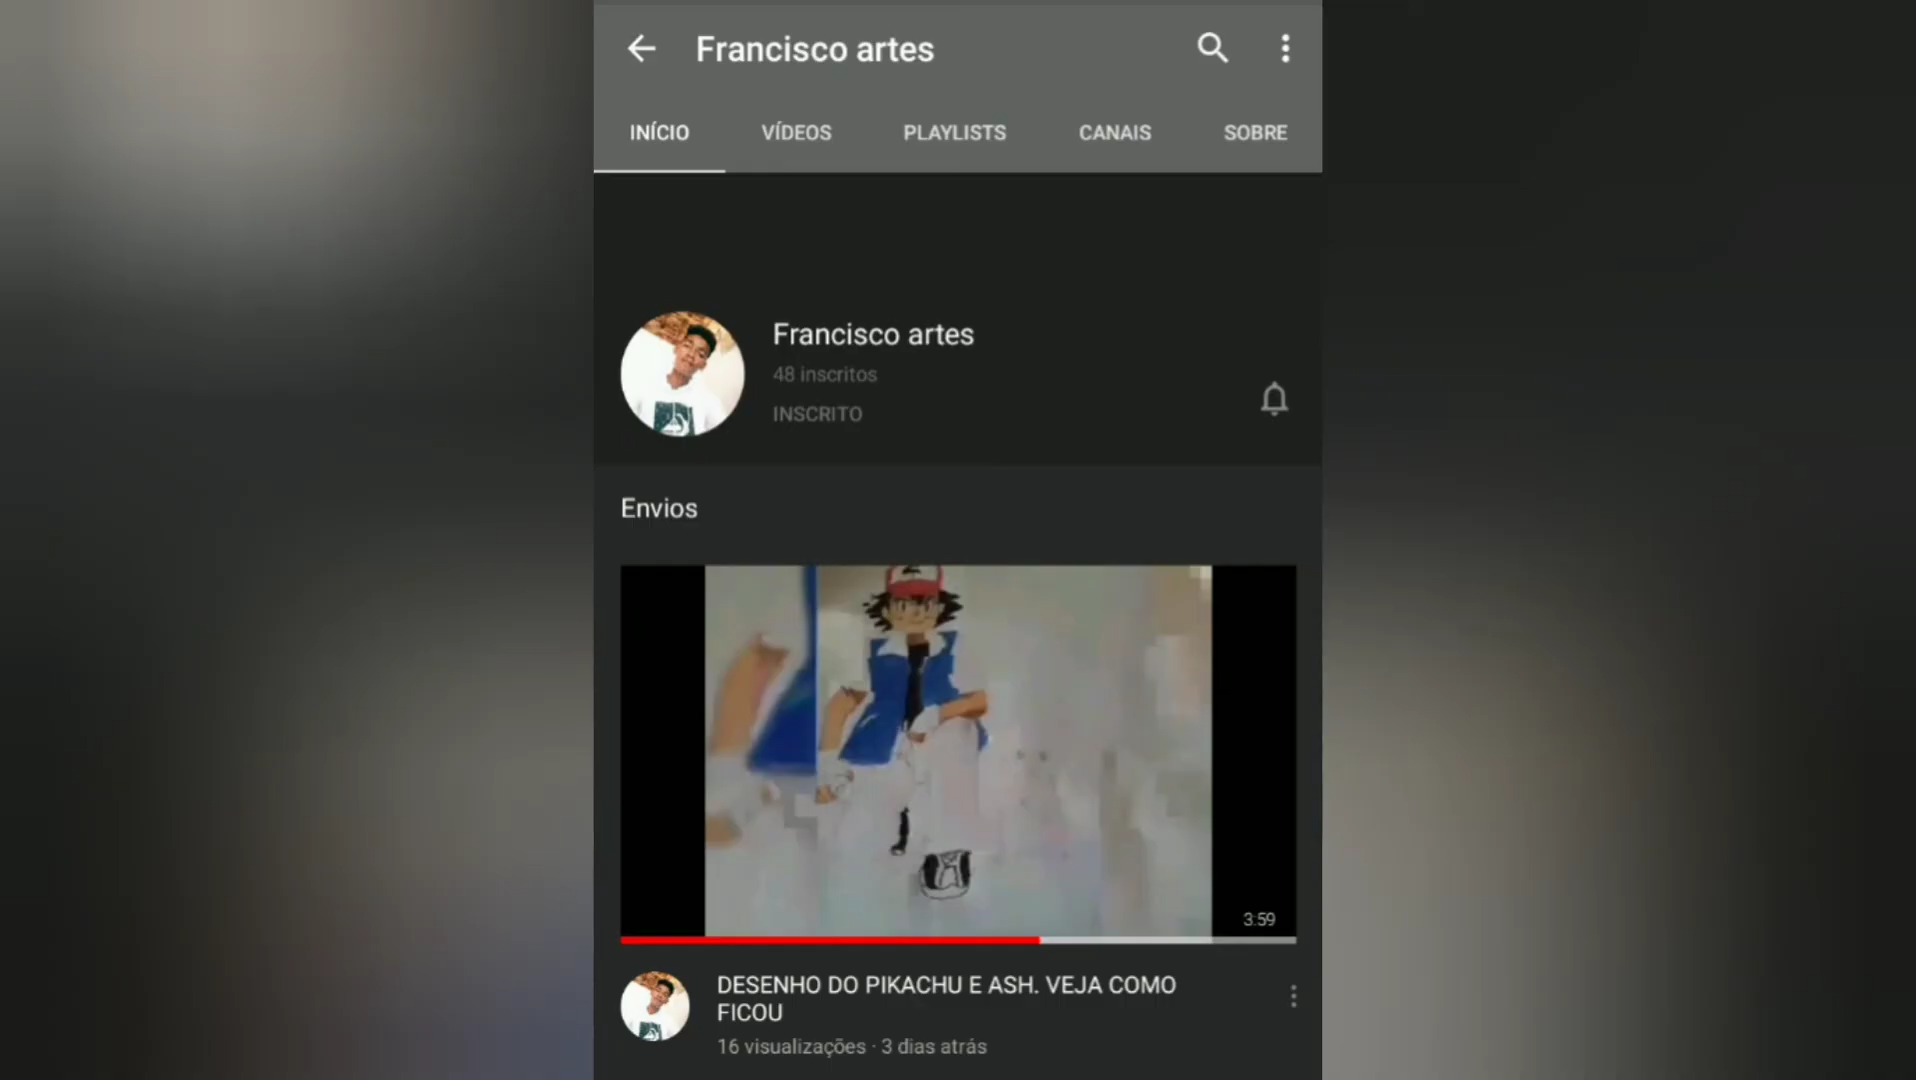 Francisco artes
INÍCIO VÍDEOS PLAYLISTS CANAIS SOBRE
Francisco artes
48 inscritos
INSCRITO
Envios
3:59
DESENHO DO PIKACHU E ASH. VEJA COMO
FICOU
16 visualizações · 3 dias atrás